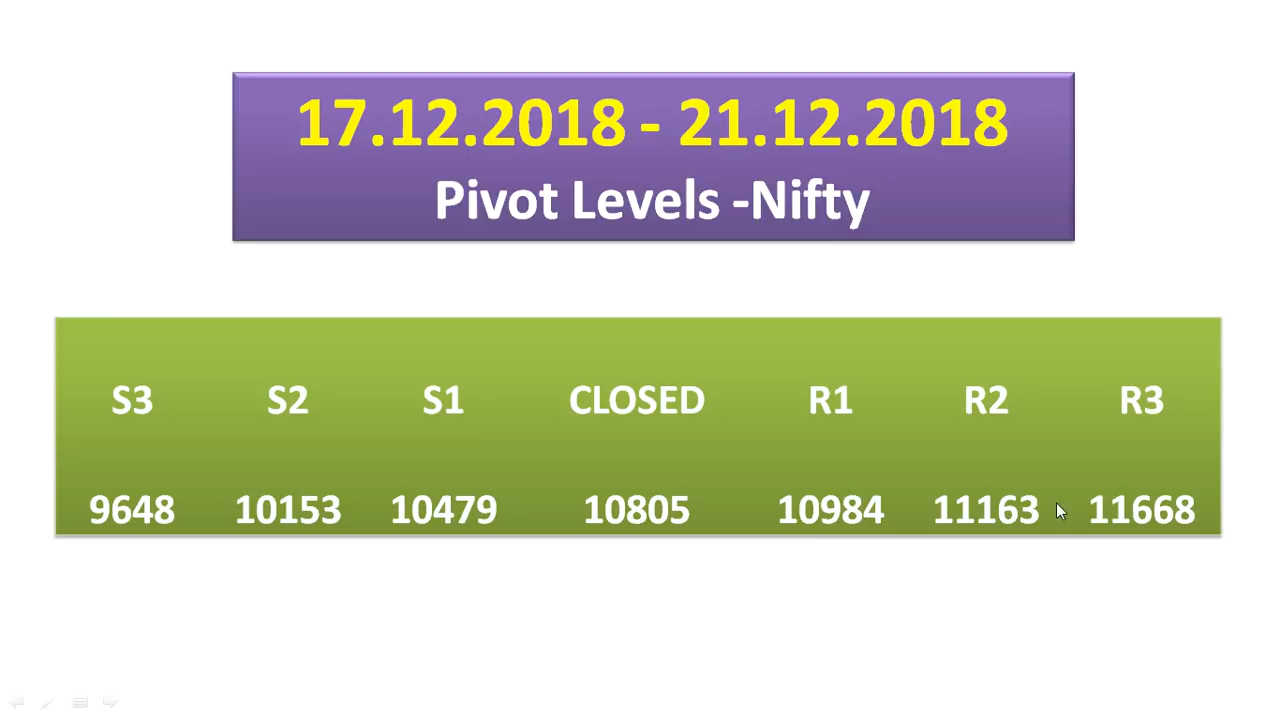 17.12.2018 - 21.12.2018
Pivot Levels -Nifty
S3 S2 S1 CLOSED R1 R2 R3
9648 10153 10479 10805 10984 11163 11668